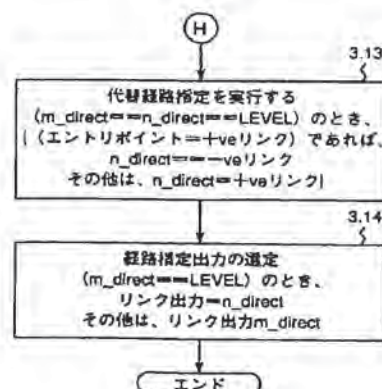 H
3.13
代替経路指定を実行する
(m_direct==n_direct==LEVEL) のとき、
{ (エントリポイント=+veリンク) であれば、
n_direct==-veリンク
その他は、n_direct=+veリンク}
3.14
経路指定出力の選定
(m_direct==LEVEL) のとき、
リンク出力=n_direct
その他は、リンク出力m_direct
エンド